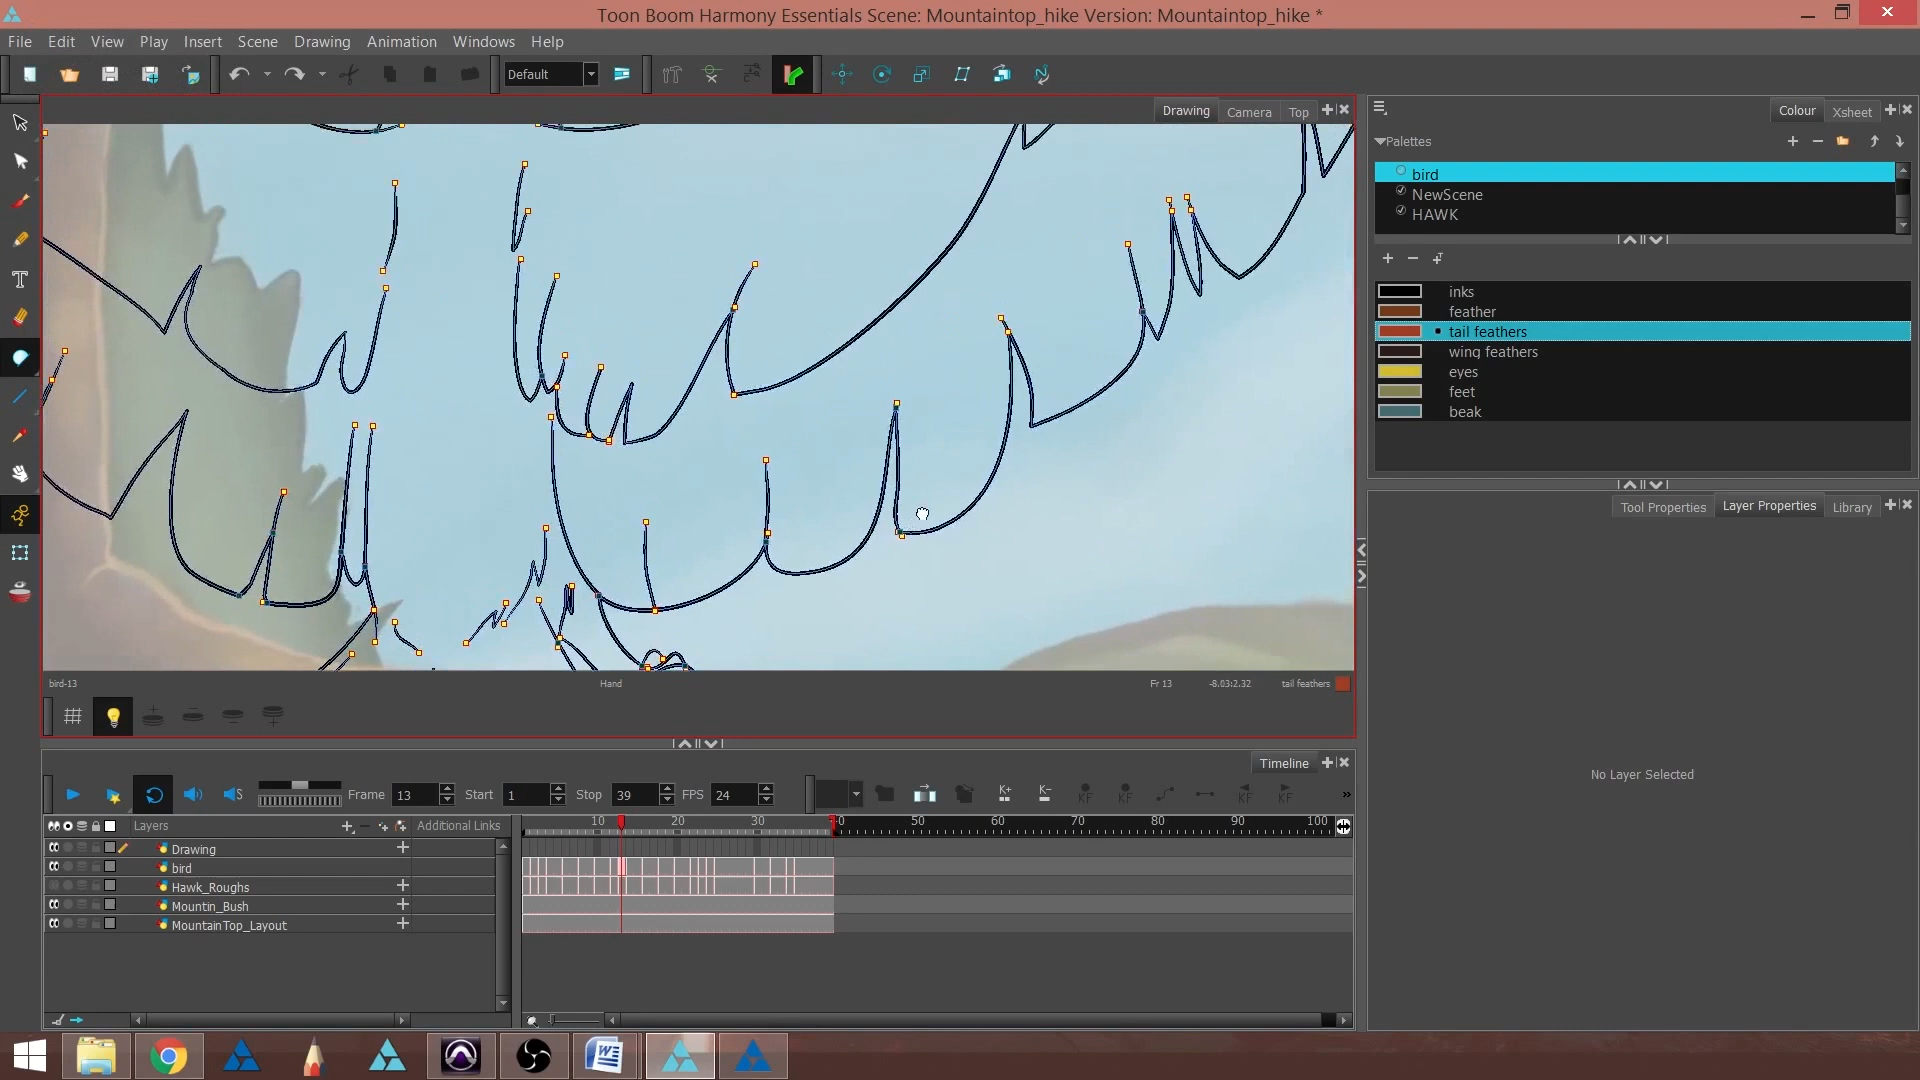 Toon Boom Harmony Essentials Scene: Mountaintop_hike Version: Mountaintop_hike *
File Edit View Play Insert Scene Drawing Animation Windows Help
Default
Drawing Camera Top
Colour Xsheet
Palettes
bird
NewScene
HAWK
inks
feather
tail feathers
wing feathers
eyes
feet
beak
Tool Properties Layer Properties Library
No Layer Selected
bird-13 Hand Fr 13 -8.03:2.32 tail feathers
Timeline
Frame 13 Start 1 Stop 39 FPS 24
K+ K- KF KF KF KF
Layers Additional Links
10 20 30 40 50 60 70 80 90 100
Drawing
bird
Hawk_Roughs
Mountin_Bush
MountainTop_Layout